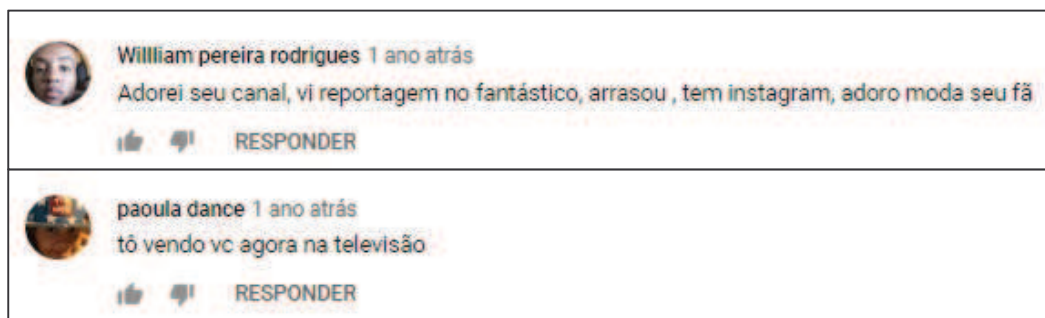 Willliam pereira rodrigues 1 ano atrás
Adorei seu canal, vi reportagem no fantástico, arrasou , tem instagram, adoro moda seu fã
RESPONDER
paoula dance 1 ano atrás
tô vendo vc agora na televisão
RESPONDER